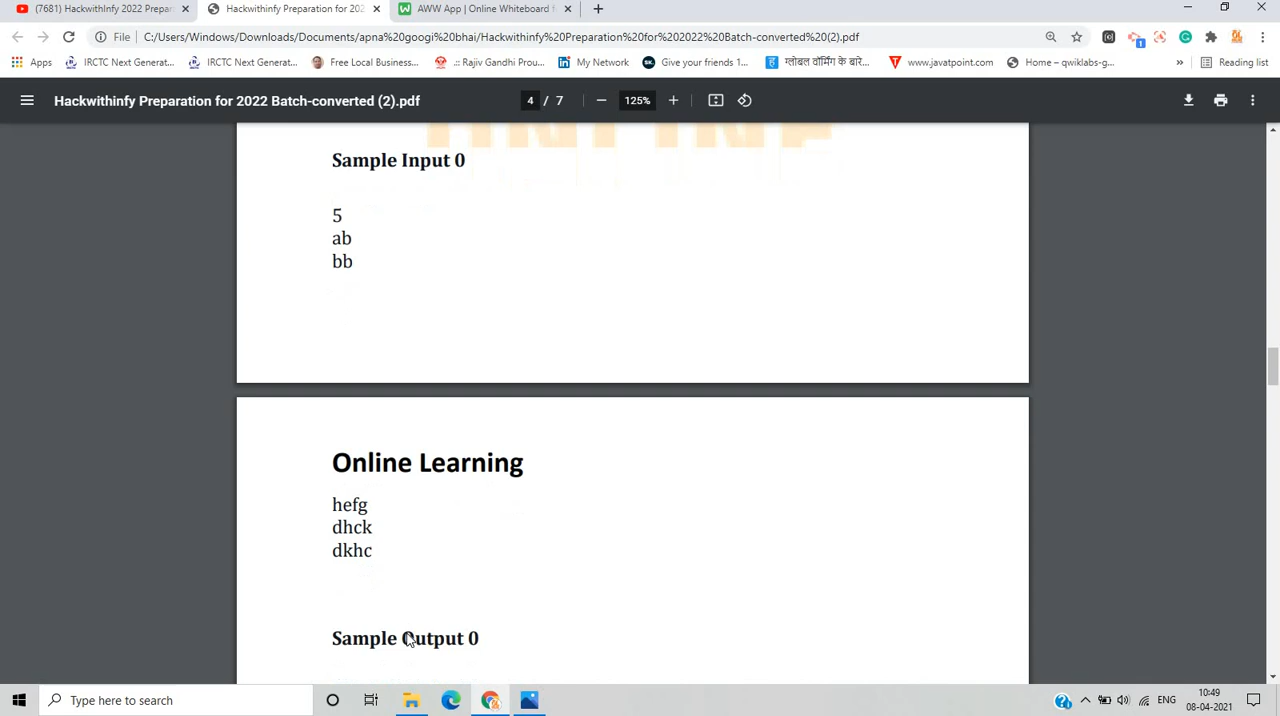 (7681) HackwithInfy 2022 Prepar
Hackwithinfy Preparation for 202
AWW App | Online Whiteboard f
File
C:/Users/Windows/Downloads/Documents/apna%20googi%20bhai/Hackwithinfy%20Preparation%20for%202022%20Batch-converted%20(2).pdf
Apps
IRCTC Next Generat...
IRCTC Next Generat...
Free Local Business...
.:: Rajiv Gandhi Prou...
My Network
Give your friends 1...
ग्लोबल वॉर्मिंग के बारे...
www.javatpoint.com
Home – qwiklabs-g...
»
Reading list
Hackwithinfy Preparation for 2022 Batch-converted (2).pdf
4 / 7
125%
Sample Input 0
5
ab
bb
Online Learning
hefg
dhck
dkhc
Sample Output 0
Type here to search
ENG
10:49
08-04-2021